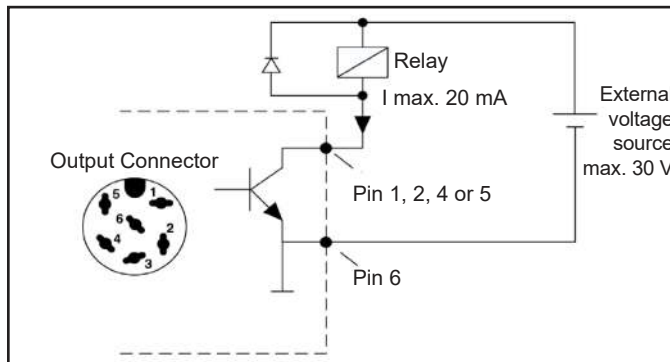 Relay
I max. 20 mA
Externa
voltage
source
max. 30 V
Output Connector
Pin 1, 2, 4 or 5
5
1
6
4
2
3
Pin 6